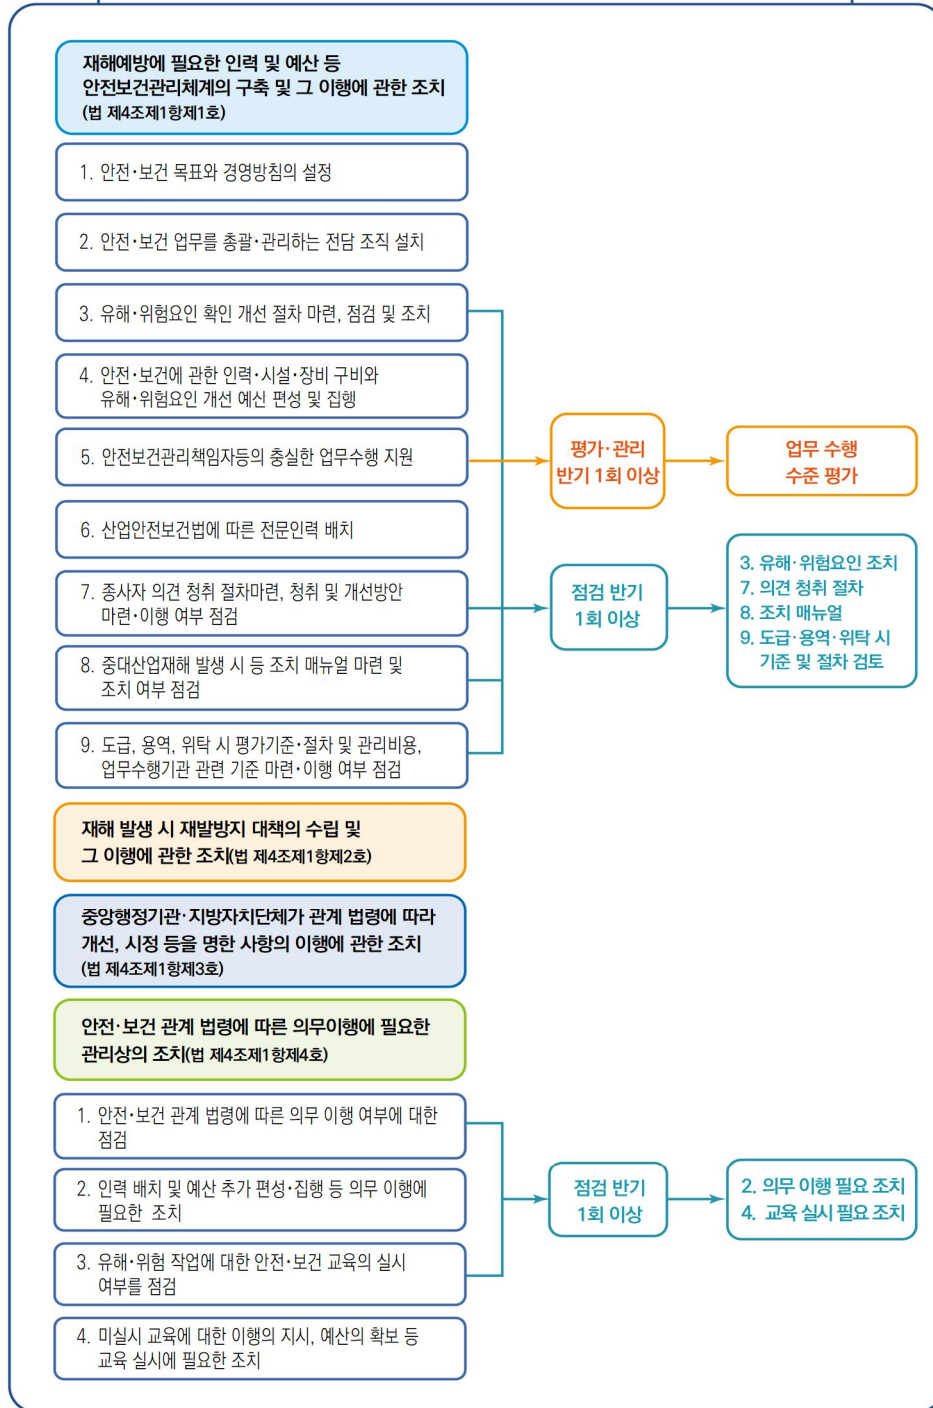 재해예방에 필요한 인력 및 예산 등
안전보건관리체계의 구축 및 그 이행에 관한 조치
(법 제4조제1항제1호)
1. 안전·보건 목표와 경영방침의 설정
2. 안전·보건 업무를 총괄·관리하는 전담 조직 설치
3. 유해·위험요인 확인 개선 절차 마련, 점검 및 조치
4. 안전·보건에 관한 인력·시설·장비 구비와
유해·위험요인 개선 예산 편성 및 집행
5. 안전보건관리책임자등의 충실한 업무수행 지원
6. 산업안전보건법에 따른 전문인력 배치
7. 종사자 의견 청취 절차마련, 청취 및 개선방안
마련·이행 여부 점검
8. 중대산업재해 발생 시 등 조치 매뉴얼 마련 및
조치 여부 점검
9. 도급, 용역, 위탁 시 평가기준·절차 및 관리비용,
업무수행기관 관련 기준 마련·이행 여부 점검
평가·관리
반기 1회 이상
업무 수행
수준 평가
점검 반기
1회 이상
3. 유해·위험요인 조치
7. 의견 청취 절차
8. 조치 매뉴얼
9. 도급·용역·위탁 시
기준 및 절차 검토
재해 발생 시 재발방지 대책의 수립 및
그 이행에 관한 조치(법 제4조제1항제2호)
중앙행정기관·지방자치단체가 관계 법령에 따라
개선, 시정 등을 명한 사항의 이행에 관한 조치
(법 제4조제1항제3호)
안전·보건 관계 법령에 따른 의무이행에 필요한
관리상의 조치(법 제4조제1항제4호)
1. 안전·보건 관계 법령에 따른 의무 이행 여부에 대한
점검
2. 인력 배치 및 예산 추가 편성·집행 등 의무 이행에
필요한 조치
3. 유해·위험 작업에 대한 안전·보건 교육의 실시
여부를 점검
4. 미실시 교육에 대한 이행의 지시, 예산의 확보 등
교육 실시에 필요한 조치
점검 반기
1회 이상
2. 의무 이행 필요 조치
4. 교육 실시 필요 조치